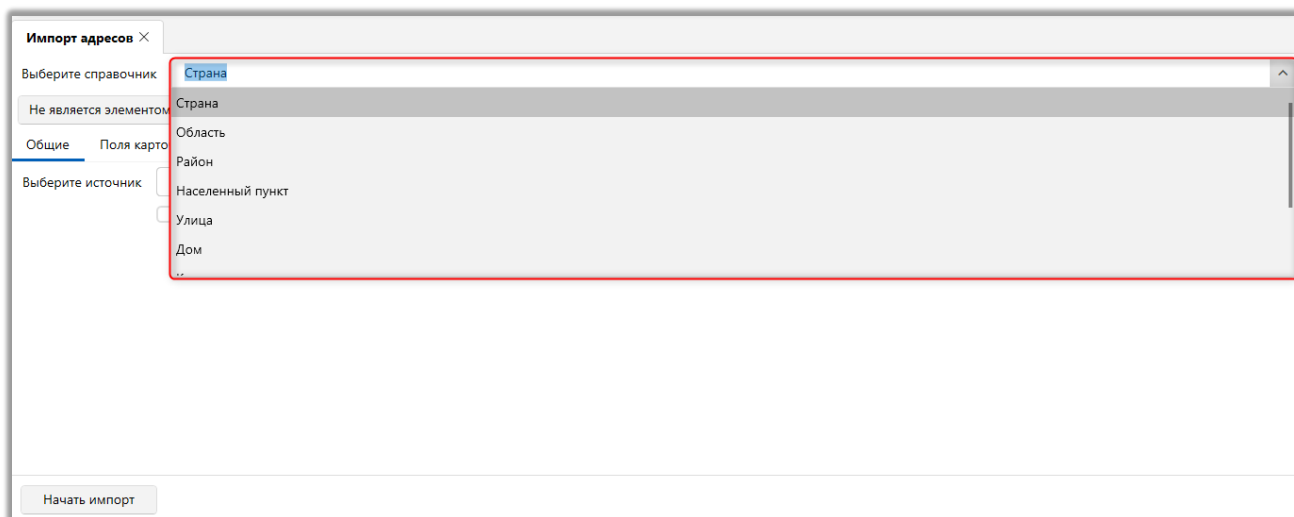 Импорт адресов
Выберите справочник Страна
Не является элементом
Страна
Область
Общие Поля карто
Район
Выберите источник
Населенный пункт
Улица
Дом
Начать импорт